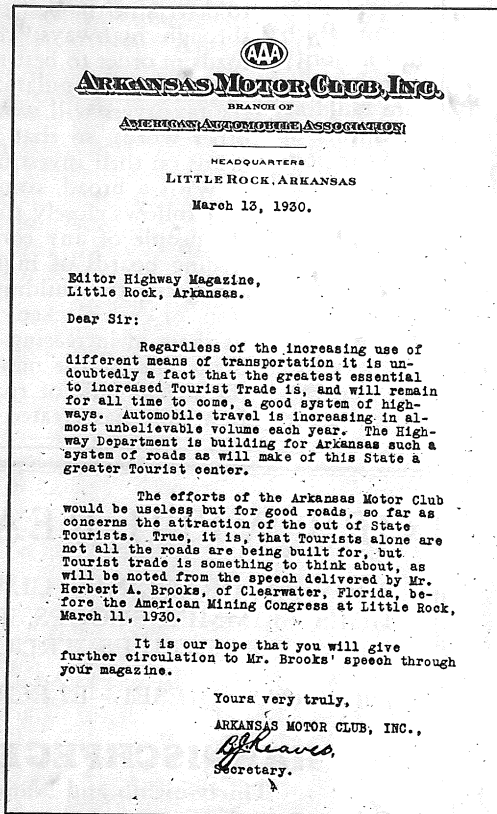 AAA
ARKANSAS MOTOR CLUB, INC.
BRANCH OF
AMERICAN AUTOMOBILE ASSOCIATION
HEADQUARTERS
LITTLE ROCK, ARKANSAS
March 13, 1930.
Editor Highway Magazine,
Little Rock, Arkansas.
Dear Sir:
Regardless of the increasing use of
different means of transportation it is un-
doubtedly a fact that the greatest essential
to increased Tourist Trade is, and will remain
for all time to come, a good system of high-
ways. Automobile travel is increasing in al-
most unbelievable volume each year. The High-
way Department is building for Arkansas such a
system of roads as will make of this State a
greater Tourist center.
The efforts of the Arkansas Motor Club
would be useless but for good roads, so far as
concerns the attraction of the out of State
Tourists. True, it is, that Tourists alone are
not all the roads are being built for, but
Tourist trade is something to think about, as
will be noted from the speech delivered by Mr.
Herbert A. Brooks, of Clearwater, Florida, be-
fore the American Mining Congress at Little Rock,
March 11, 1930.
It is our hope that you will give
further circulation to Mr. Brooks' speech through
your magazine.
Yours very truly,
ARKANSAS MOTOR CLUB, INC.,
Reaves,
Secretary.